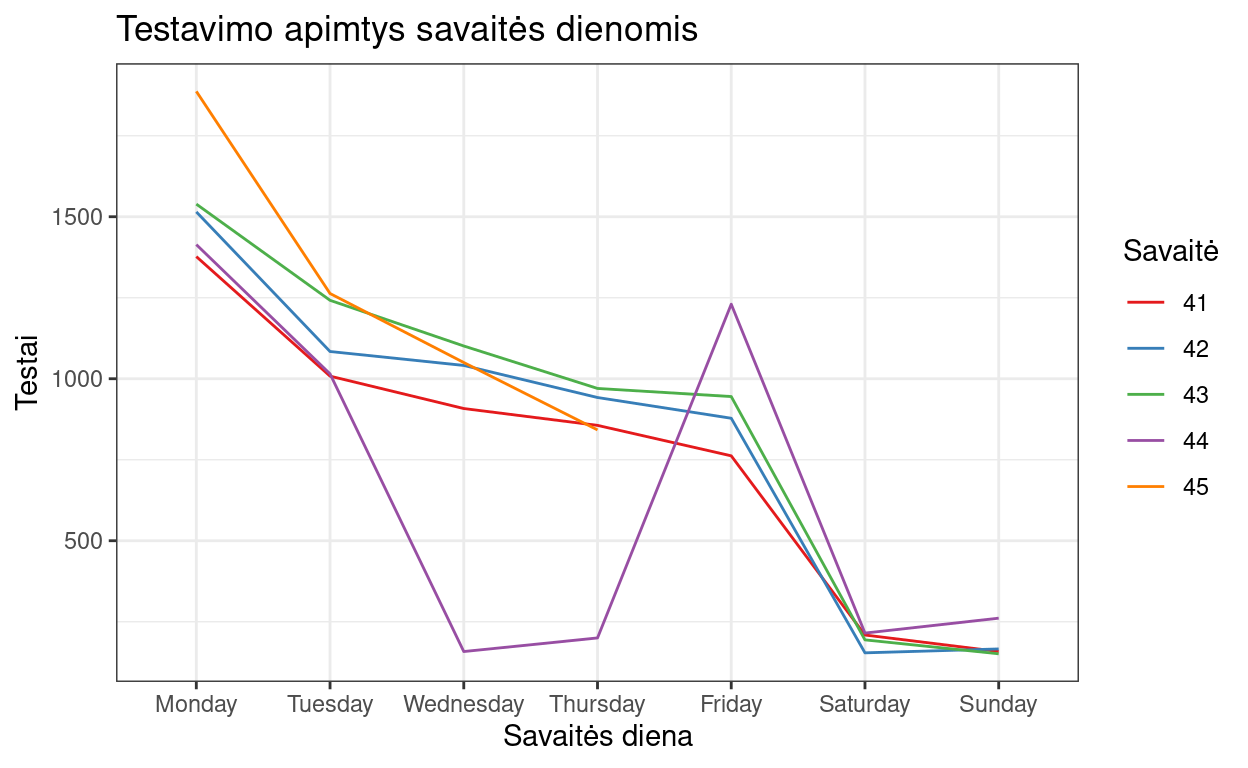 Testavimo apimtys savaitės dienomis
Testai
1500
1000
500
Monday Tuesday Wednesday Thursday Friday Saturday Sunday
Savaitės diena
Savaitė
41
42
43
44
45